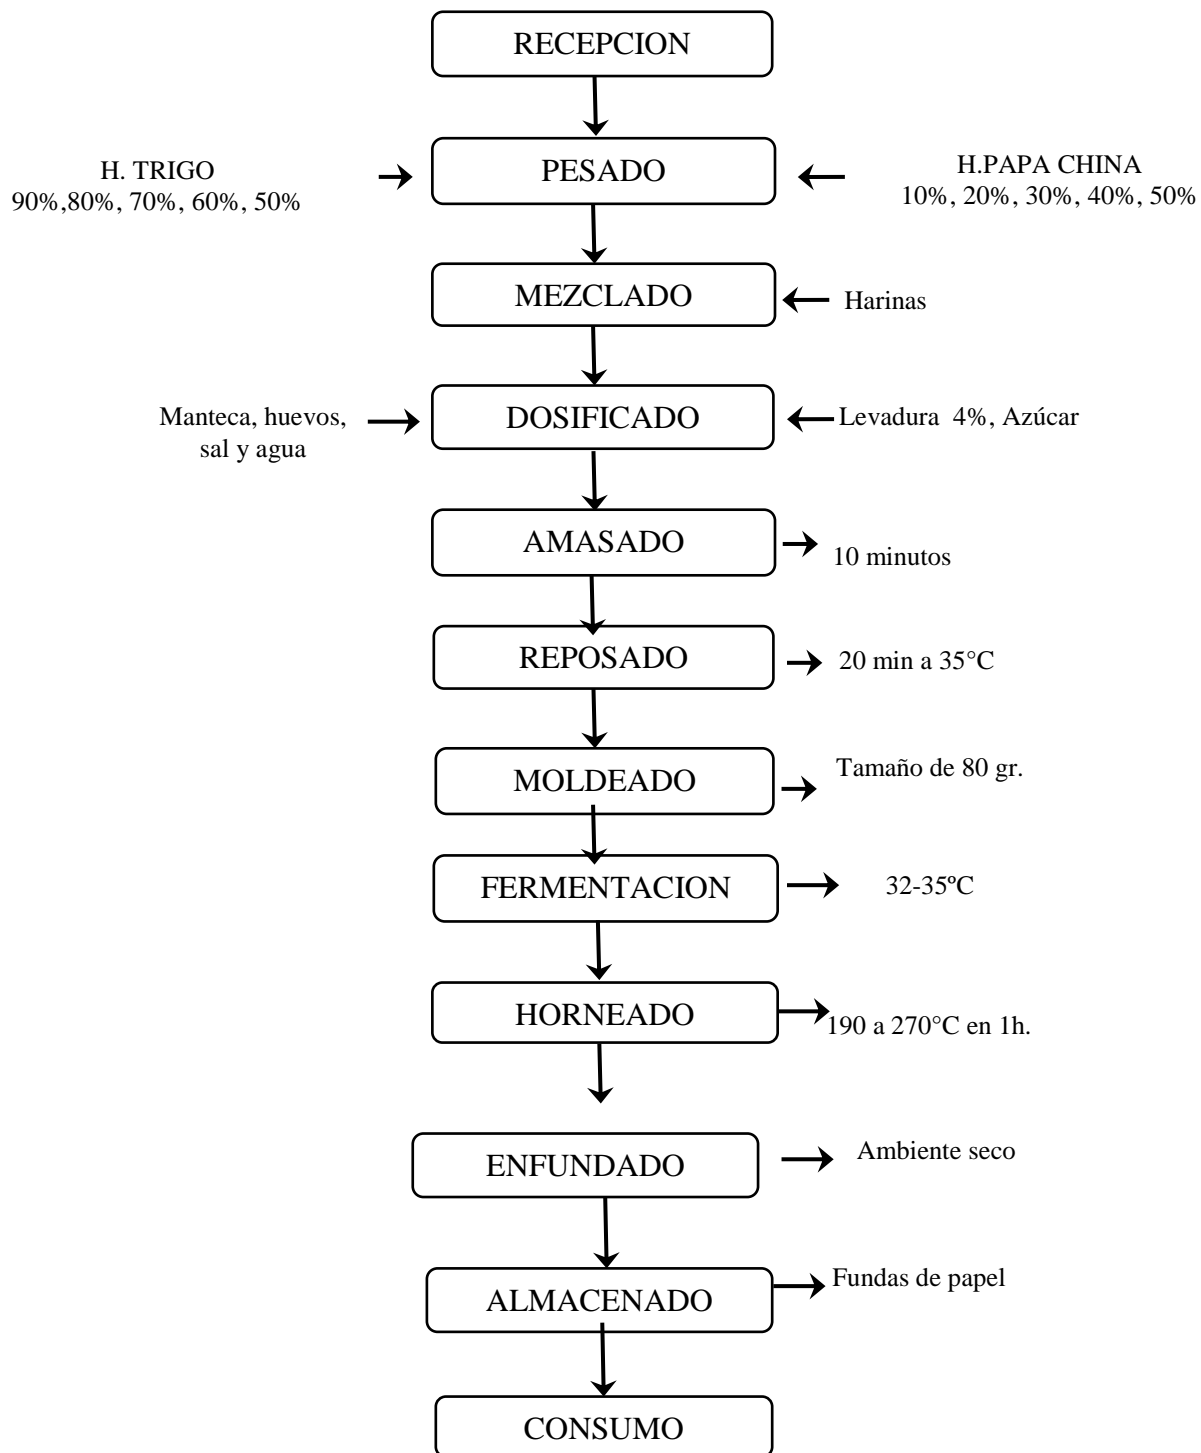 RECEPCION
H. TRIGO
90%,80%, 70%, 60%, 50%
PESADO
H.PAPA CHINA
10%, 20%, 30%, 40%, 50%
MEZCLADO
Harinas
Manteca, huevos,
sal y agua
DOSIFICADO
Levadura 4%, Azúcar
AMASADO
10 minutos
REPOSADO
20 min a 35°C
MOLDEADO
Tamaño de 80 gr.
FERMENTACION
32-35ºC
HORNEADO
190 a 270°C en 1h.
ENFUNDADO
Ambiente seco
ALMACENADO
Fundas de papel
CONSUMO